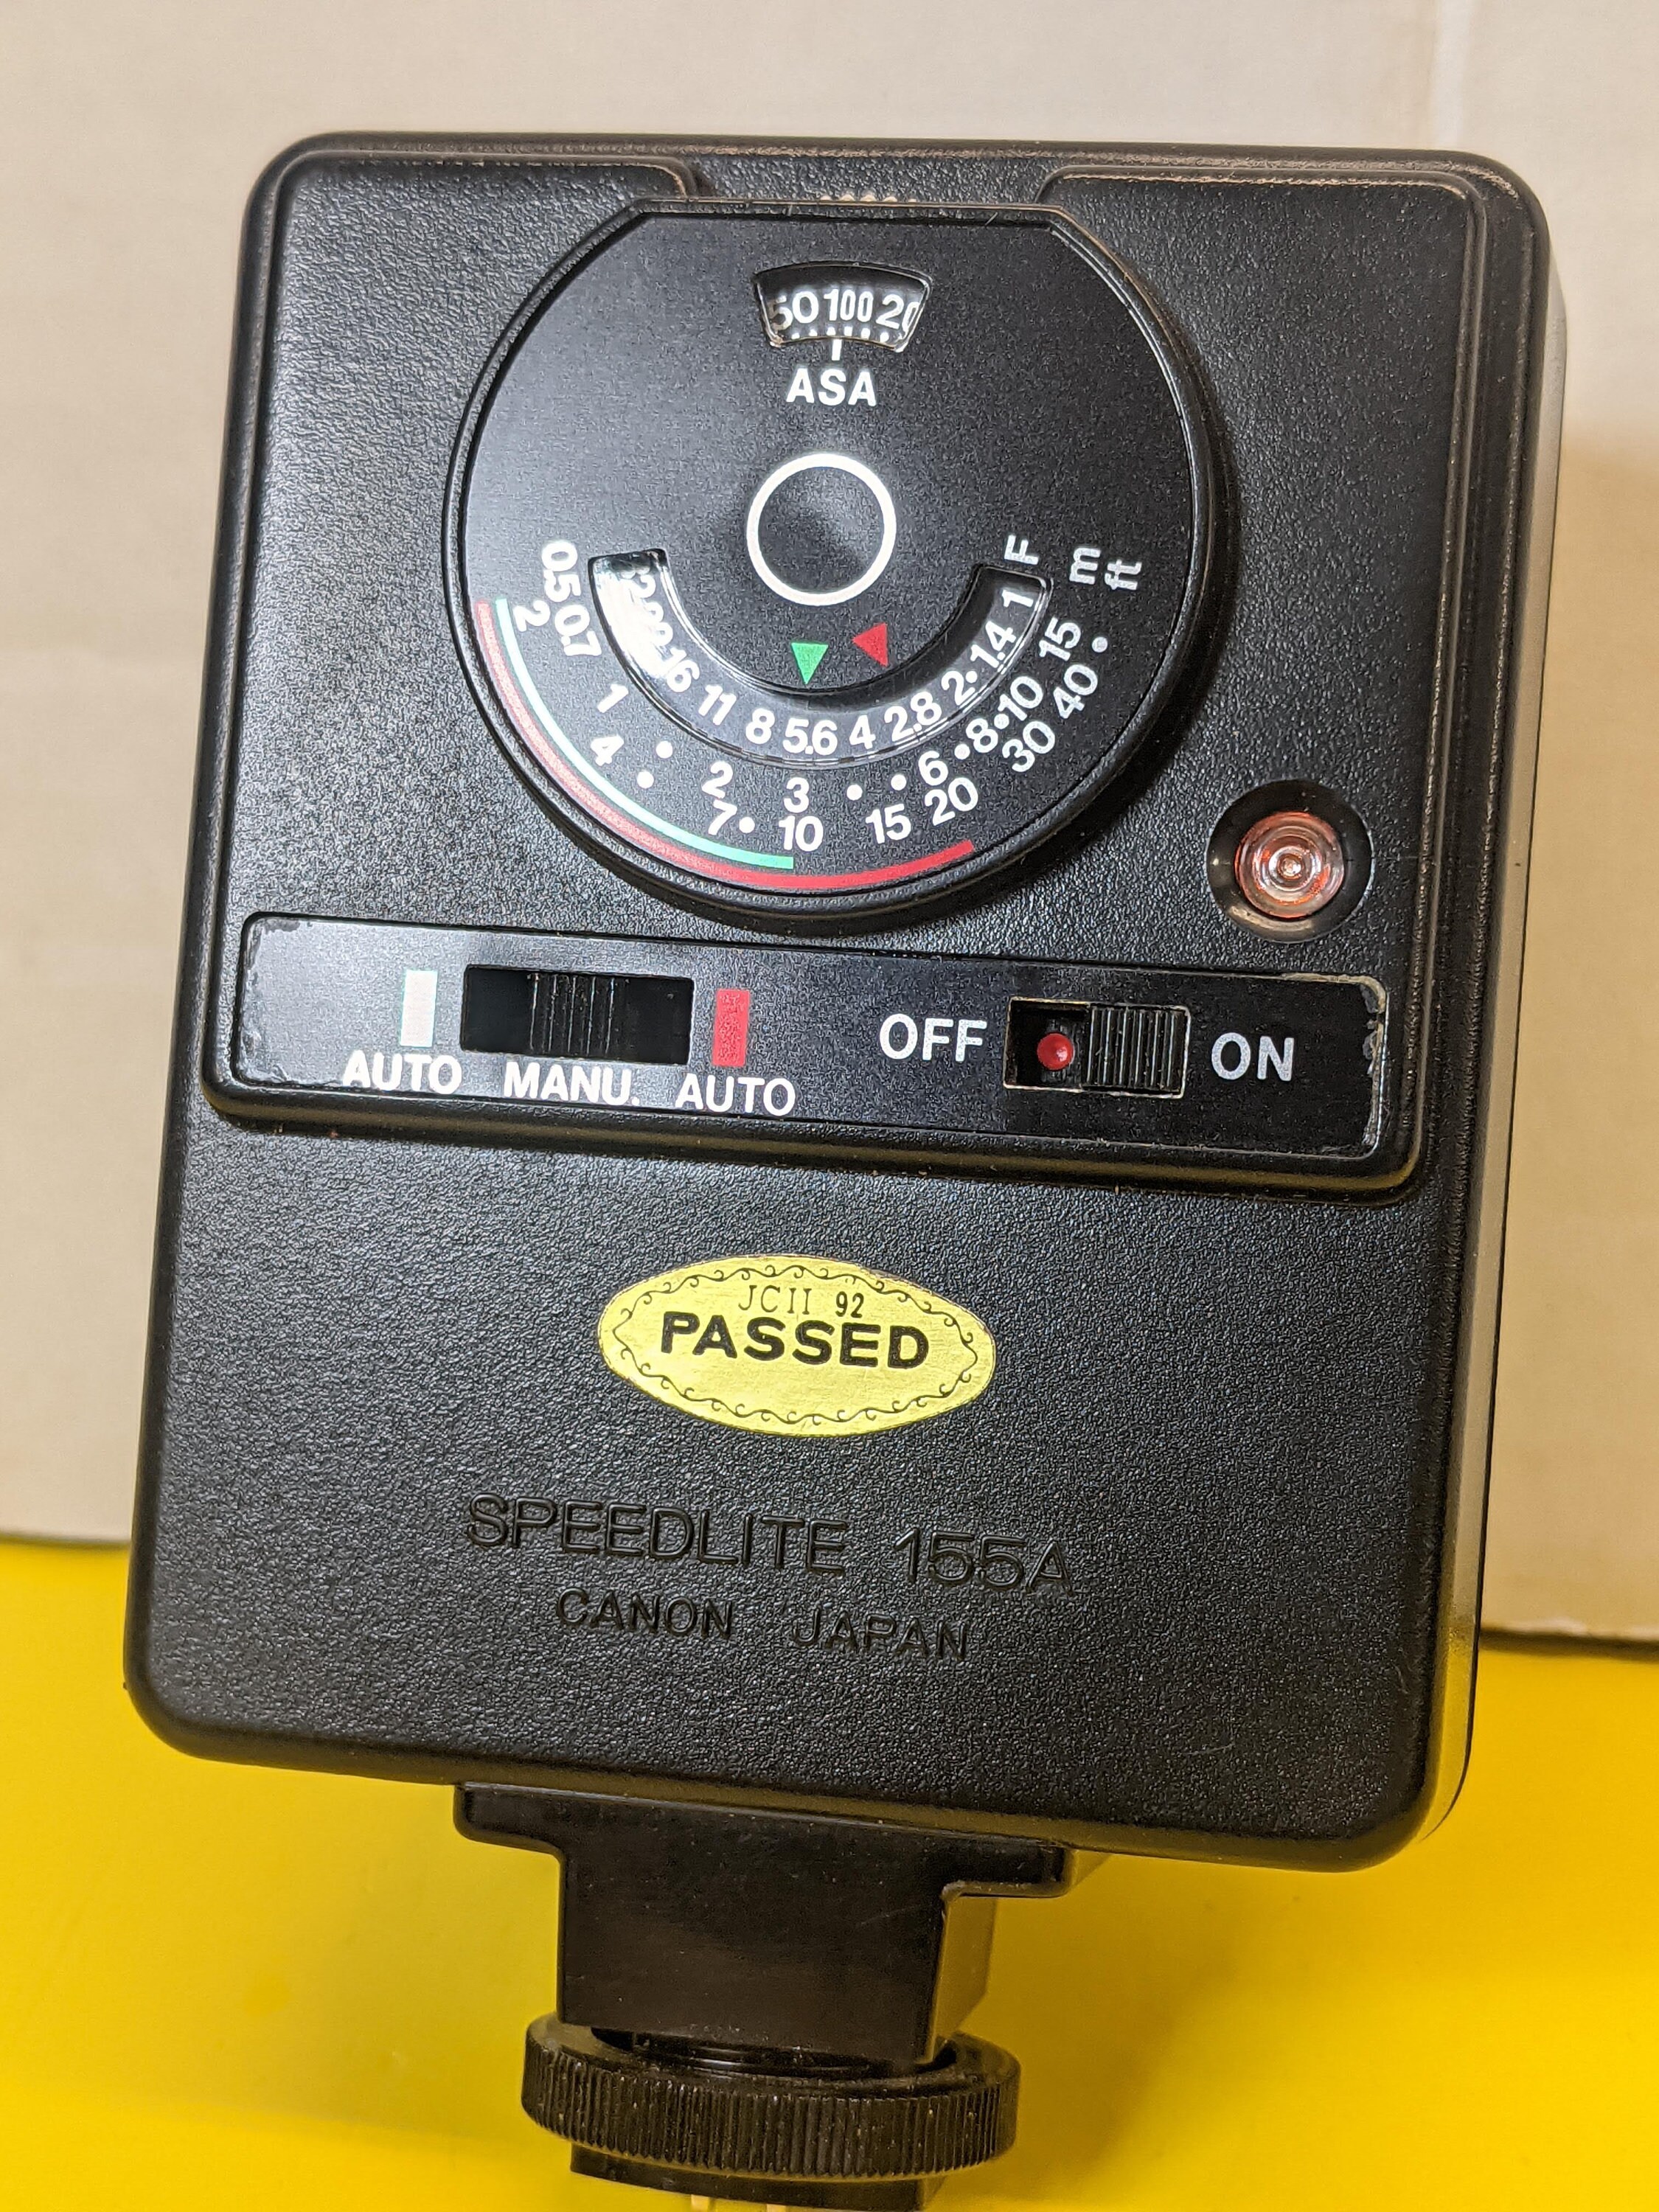 50 100 20
ASA
F m ft
22 16 11 8 5.6 4 2.8 2 1.4 1
0.5 0.7 1 2 3 6 8 10 15
2 4 7 10 15 20 30 40
AUTO MANU. AUTO
OFF ON
JCII 92
PASSED
SPEEDLITE 155A
CANON JAPAN